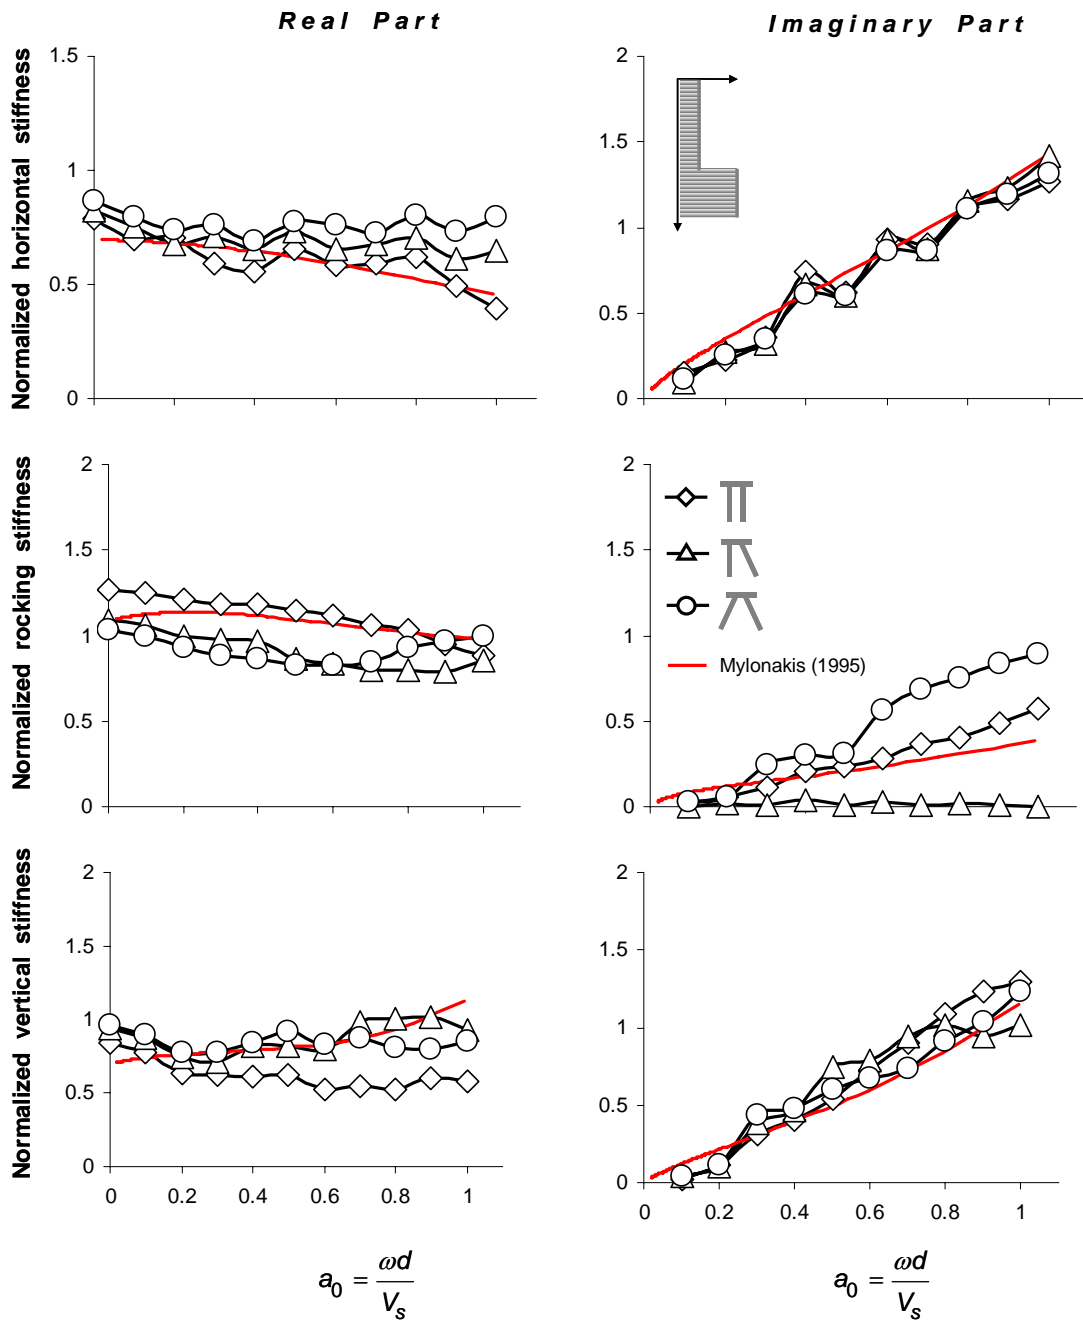 Real Part
Imaginary Part
Normalized horizontal stiffness
1.5
1
0.5
0
2
1.5
1
0.5
0
Normalized rocking stiffness
2
1.5
1
0.5
0
2
1.5
1
0.5
0
Mylonakis (1995)
Normalized vertical stiffness
2
1.5
1
0.5
0
0 0.2 0.4 0.6 0.8 1
2
1.5
1
0.5
0
0 0.2 0.4 0.6 0.8 1
a₀ = ωd / Vₛ
a₀ = ωd / Vₛ